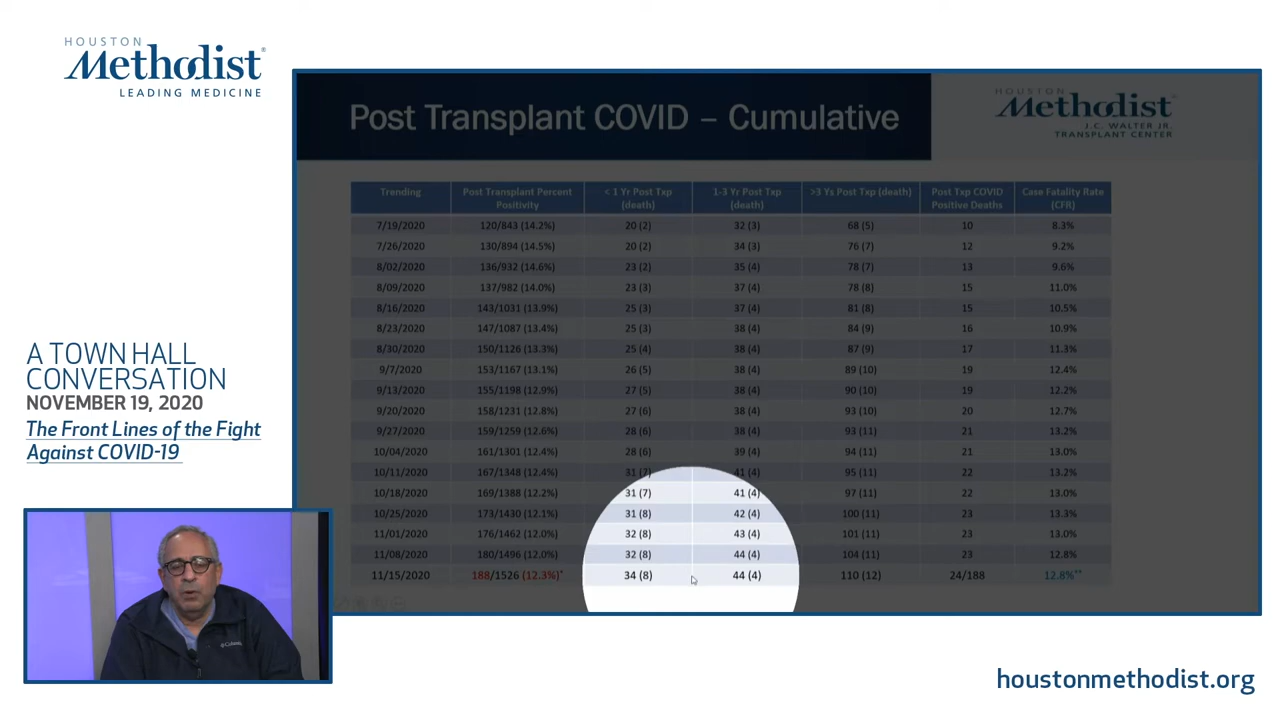 HOUSTON
Methodist®
LEADING MEDICINE
Post Transplant COVID – Cumulative
HOUSTON
Methodist
J.C. WALTER JR.
TRANSPLANT CENTER
Trending Post Transplant Percent Positivity < 1 Yr Post Txp (death) 1-3 Yr Post Txp (death) >3 Ys Post Txp (death) Post Txp COVID Positive Deaths Case Fatality Rate (CFR)
7/19/2020 120/843 (14.2%) 20 (2) 32 (3) 68 (5) 10 8.3%
7/26/2020 130/894 (14.5%) 20 (2) 34 (3) 76 (7) 12 9.2%
8/02/2020 136/932 (14.6%) 23 (2) 35 (4) 78 (7) 13 9.6%
8/09/2020 137/982 (14.0%) 23 (3) 37 (4) 78 (8) 15 11.0%
8/16/2020 143/1031 (13.9%) 25 (3) 37 (4) 81 (8) 15 10.5%
8/23/2020 147/1087 (13.4%) 25 (3) 38 (4) 84 (9) 16 10.9%
8/30/2020 150/1126 (13.3%) 25 (4) 38 (4) 87 (9) 17 11.3%
9/7/2020 153/1167 (13.1%) 26 (5) 38 (4) 89 (10) 19 12.4%
9/13/2020 155/1198 (12.9%) 27 (5) 38 (4) 90 (10) 19 12.2%
9/20/2020 158/1231 (12.8%) 27 (6) 38 (4) 93 (10) 20 12.7%
9/27/2020 159/1259 (12.6%) 28 (6) 38 (4) 93 (11) 21 13.2%
10/04/2020 161/1301 (12.4%) 28 (6) 39 (4) 94 (11) 21 13.0%
10/11/2020 167/1348 (12.4%) 31 (7) 41 (4) 95 (11) 22 13.2%
10/18/2020 169/1388 (12.2%) 31 (7) 41 (4) 97 (11) 22 13.0%
10/25/2020 173/1430 (12.1%) 31 (8) 42 (4) 100 (11) 23 13.3%
11/01/2020 176/1462 (12.0%) 32 (8) 43 (4) 101 (11) 23 13.0%
11/08/2020 180/1496 (12.0%) 32 (8) 44 (4) 104 (11) 23 12.8%
11/15/2020 188/1526 (12.3%)* 34 (8) 44 (4) 110 (12) 24/188 12.8%**
A TOWN HALL
CONVERSATION
NOVEMBER 19, 2020
The Front Lines of the Fight
Against COVID-19
Columbia
houstonmethodist.org